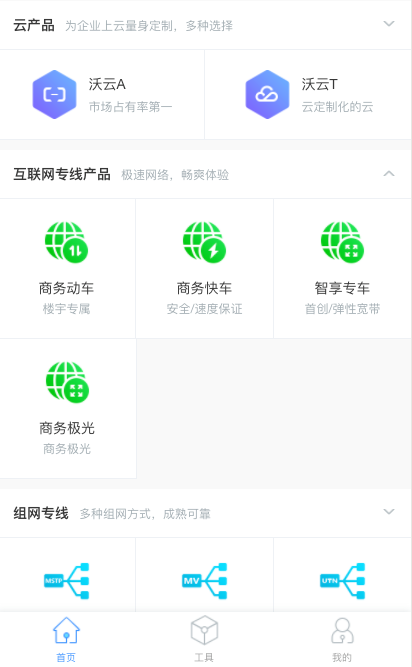 云产品 为企业上云量身定制，多种选择
沃云A
市场占有率第一
沃云T
云定制化的云
互联网专线产品 极速网络，畅爽体验
商务动车
楼宇专属
商务快车
安全/速度保证
智享专车
首创/弹性宽带
商务极光
商务极光
组网专线 多种组网方式，成熟可靠
MSTP
MV
UTN
首页
工具
我的